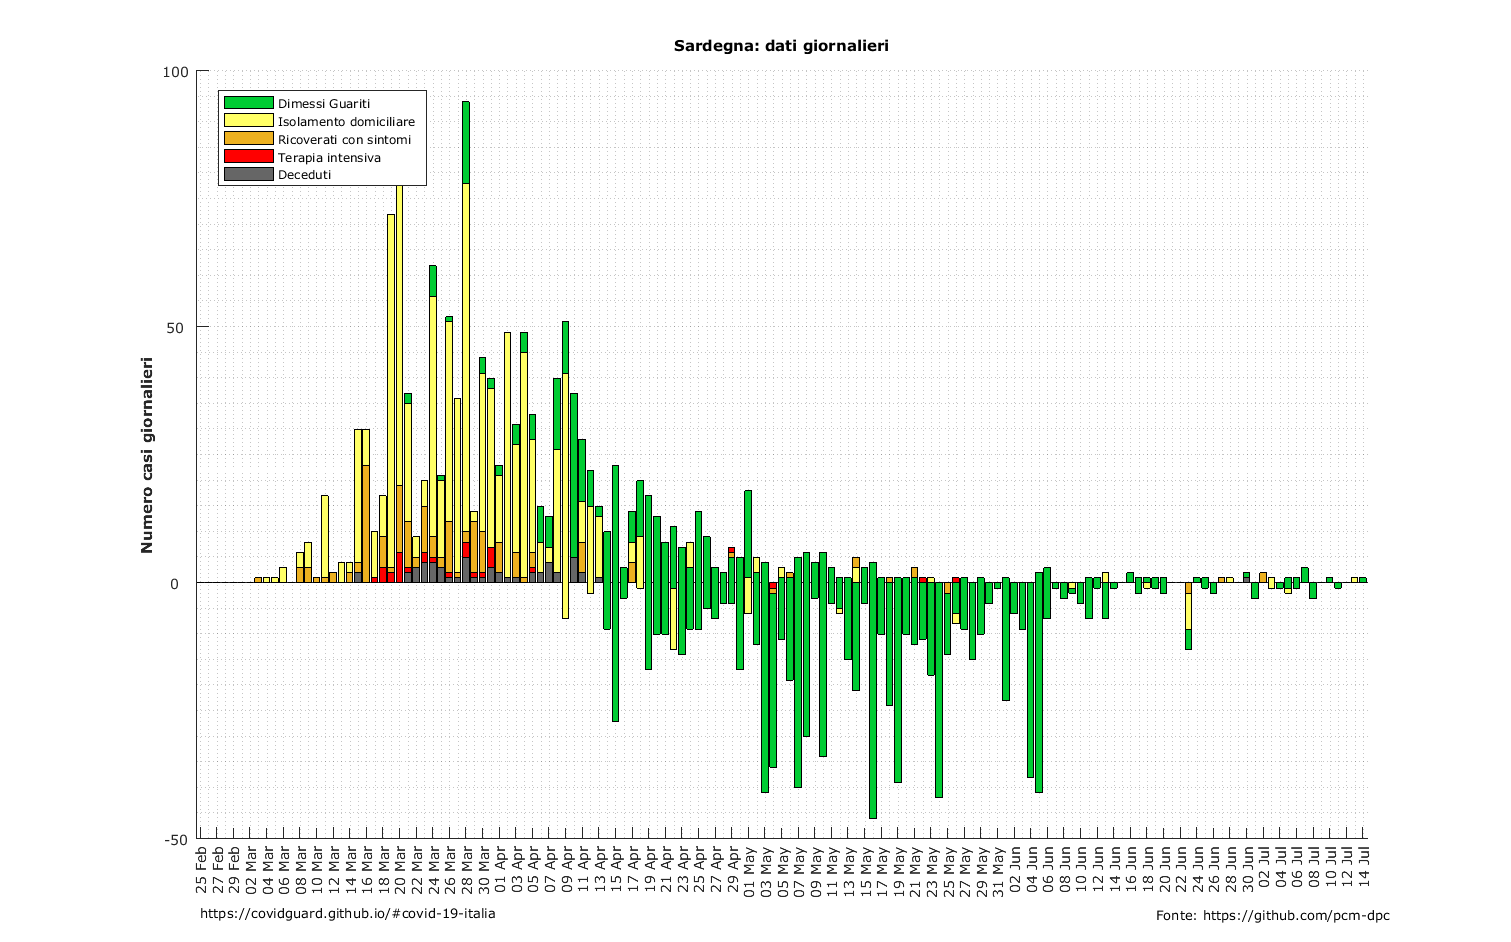 Sardegna: dati giornalieri
100
50
0
-50
Numero casi giornalieri
Dimessi Guariti
Isolamento domiciliare
Ricoverati con sintomi
Terapia intensiva
Deceduti
25 Feb
27 Feb
29 Feb
02 Mar
04 Mar
06 Mar
08 Mar
10 Mar
12 Mar
14 Mar
16 Mar
18 Mar
20 Mar
22 Mar
24 Mar
26 Mar
28 Mar
30 Mar
01 Apr
03 Apr
05 Apr
07 Apr
09 Apr
11 Apr
13 Apr
15 Apr
17 Apr
19 Apr
21 Apr
23 Apr
25 Apr
27 Apr
29 Apr
01 May
03 May
05 May
07 May
09 May
11 May
13 May
15 May
17 May
19 May
21 May
23 May
25 May
27 May
29 May
31 May
02 Jun
04 Jun
06 Jun
08 Jun
10 Jun
12 Jun
14 Jun
16 Jun
18 Jun
20 Jun
22 Jun
24 Jun
26 Jun
28 Jun
30 Jun
02 Jul
04 Jul
06 Jul
08 Jul
10 Jul
12 Jul
14 Jul
https://covidguard.github.io/#covid-19-italia
Fonte: https://github.com/pcm-dpc